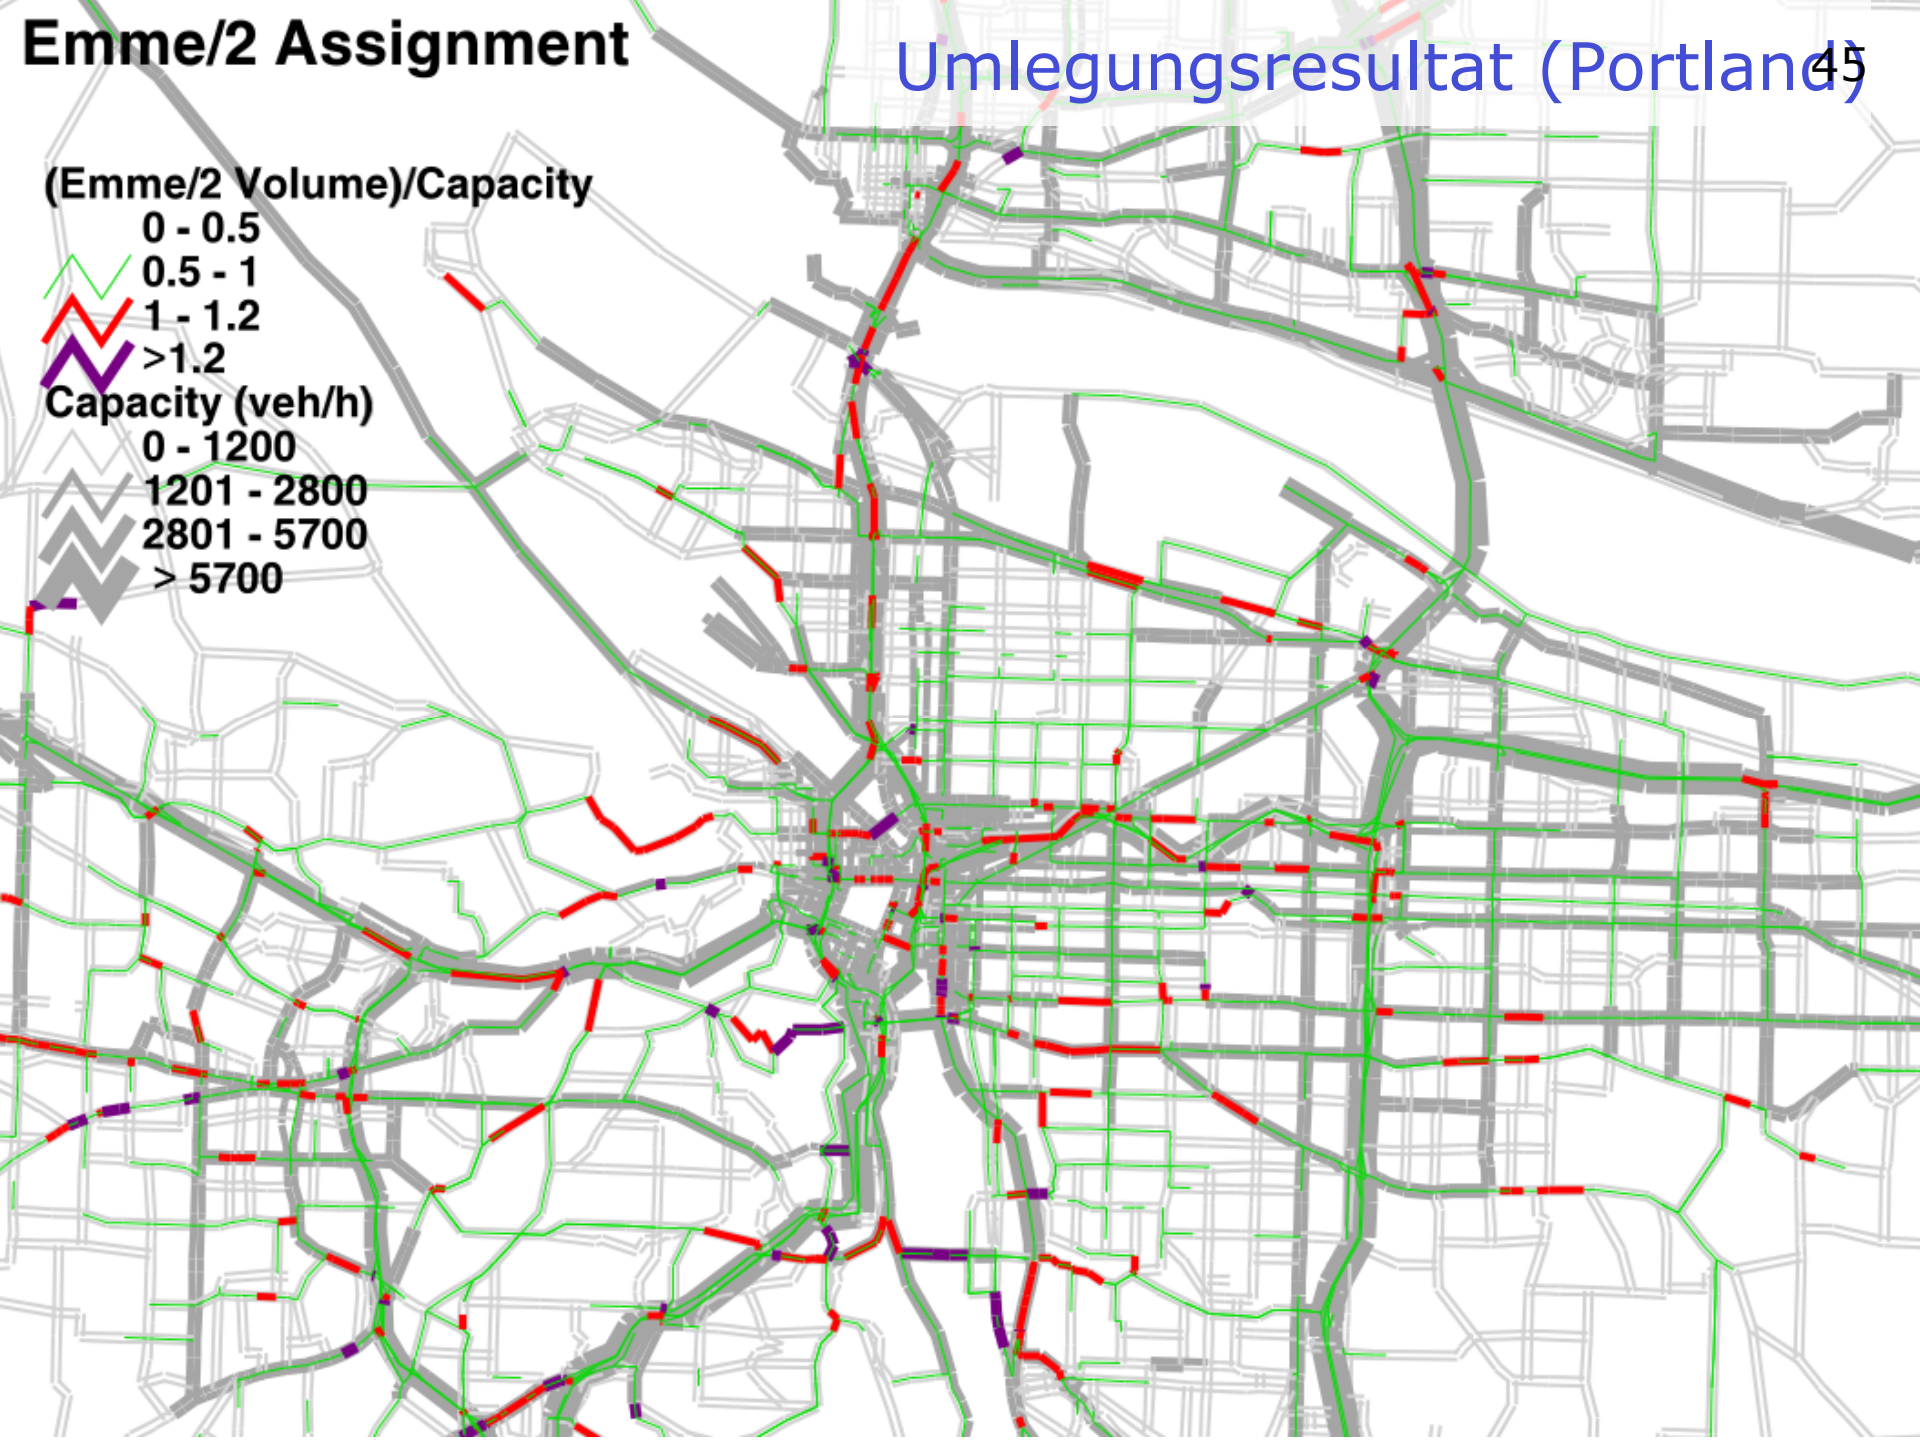 Emme/2 Assignment
Umlegungsresultat (Portland)
45
(Emme/2 Volume)/Capacity
0 - 0.5
0.5 - 1
1 - 1.2
>1.2
Capacity (veh/h)
0 - 1200
1201 - 2800
2801 - 5700
> 5700